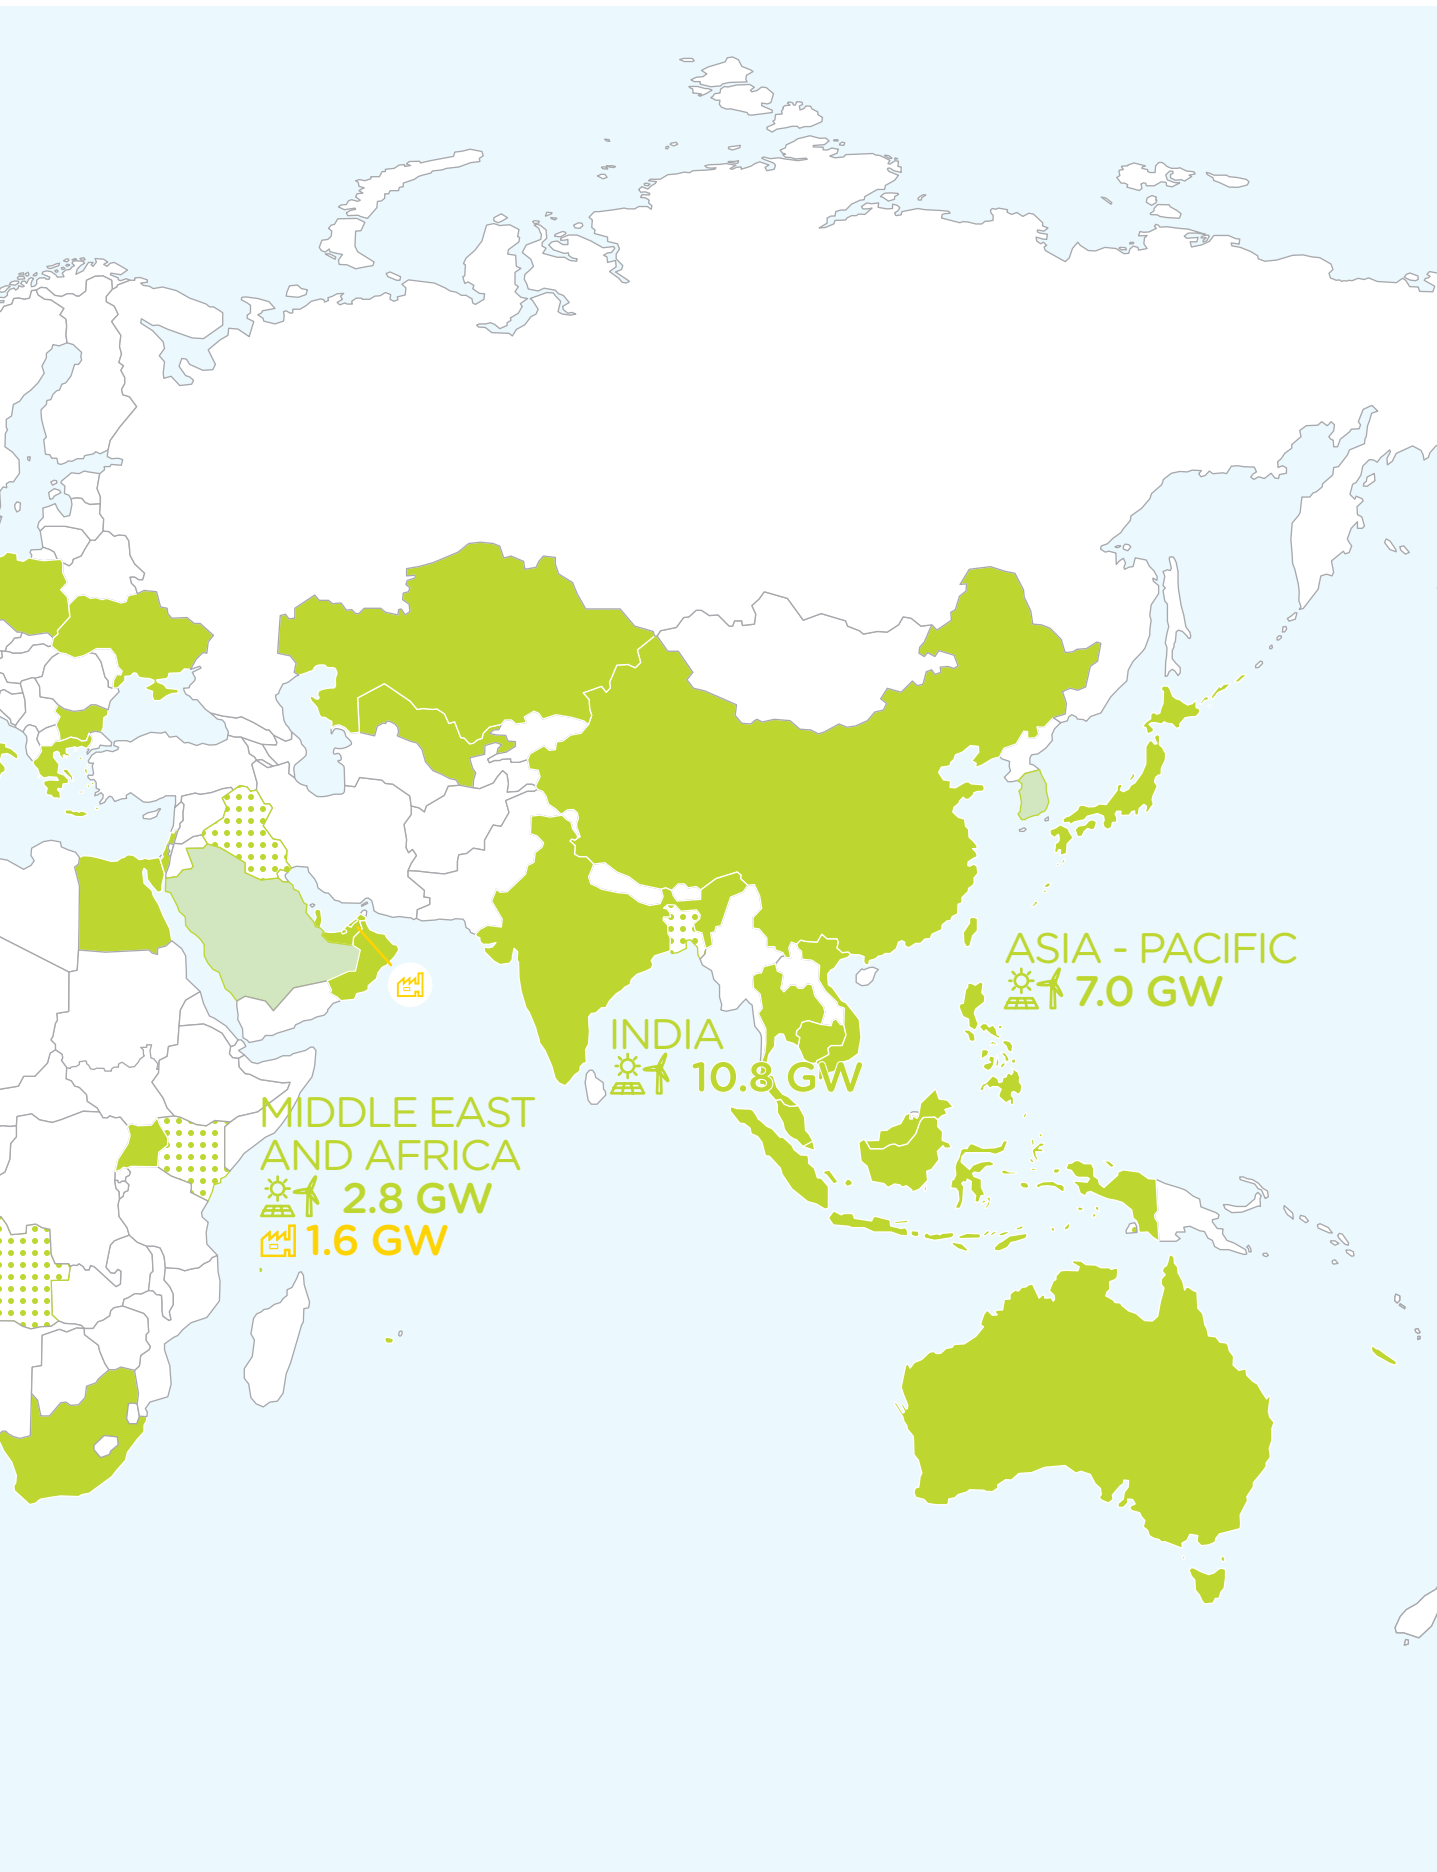 ASIA - PACIFIC
7.0 GW
INDIA
10.8 GW
MIDDLE EAST
AND AFRICA
2.8 GW
1.6 GW